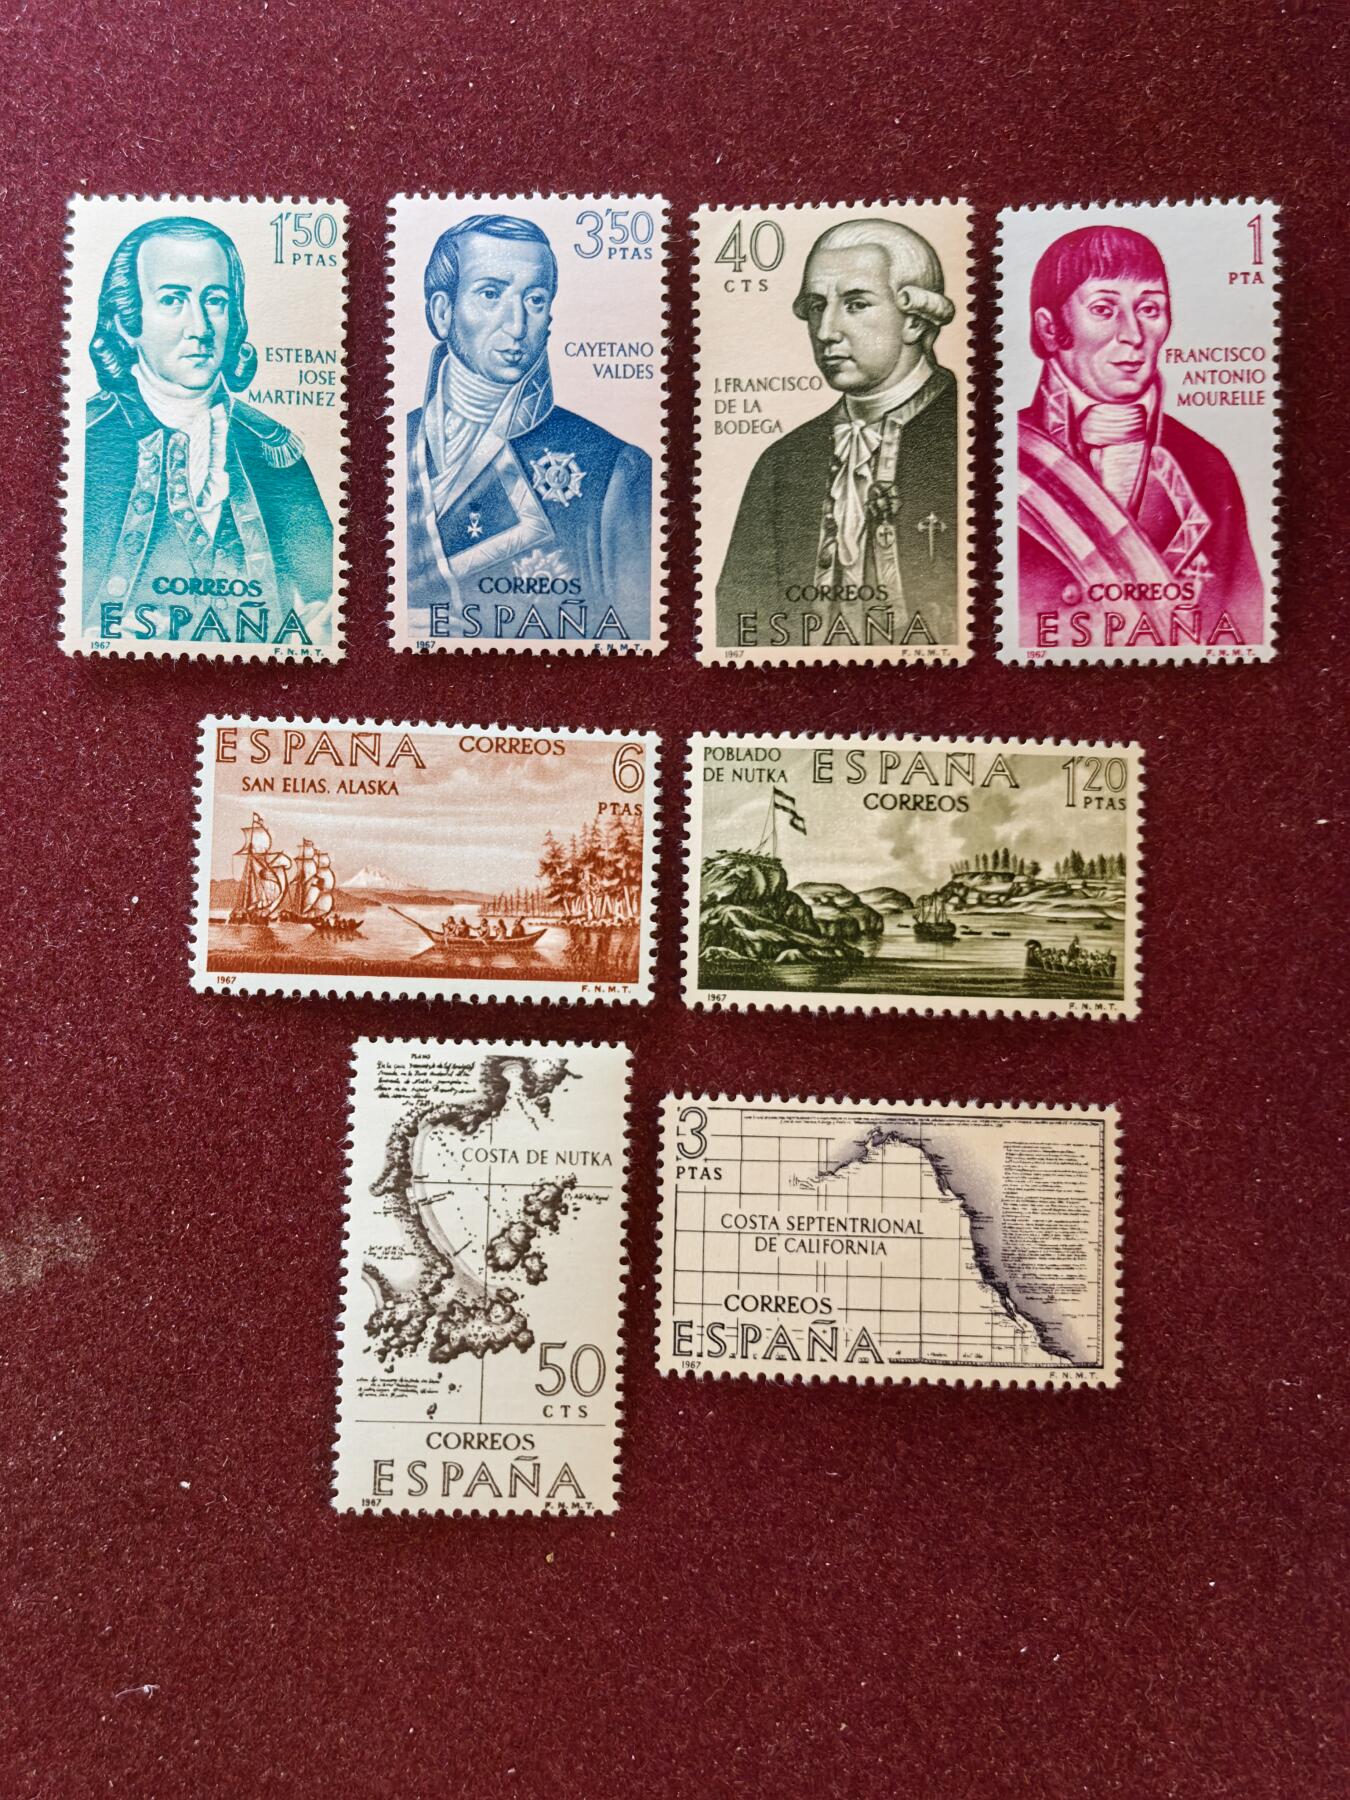 1'50
PTAS
ESTEBAN
JOSE
MARTINEZ
CORREOS
ESPAÑA
1967
F. N. M. T.
3'50
PTAS
CAYETANO
VALDES
CORREOS
ESPAÑA
1967
F. N. M. T.
40
CTS
J. FRANCISCO
DE LA
BODEGA
CORREOS
ESPAÑA
1967
F. N. M. T.
1
PTA
FRANCISCO
ANTONIO
MOURELLE
CORREOS
ESPAÑA
1967
F. N. M. T.
ESPAÑA CORREOS 6
SAN ELIAS. ALASKA
PTAS
1967
F. N. M. T.
POBLADO
DE NUTKA
ESPAÑA
CORREOS
1'20
PTAS
1967
F. N. M. T.
PLANO
COSTA DE NUTKA
50
CTS
CORREOS
ESPAÑA
1967
F. N. M. T.
3
PTAS
COSTA SEPTENTRIONAL
DE CALIFORNIA
CORREOS
ESPAÑA
1967
F. N. M. T.